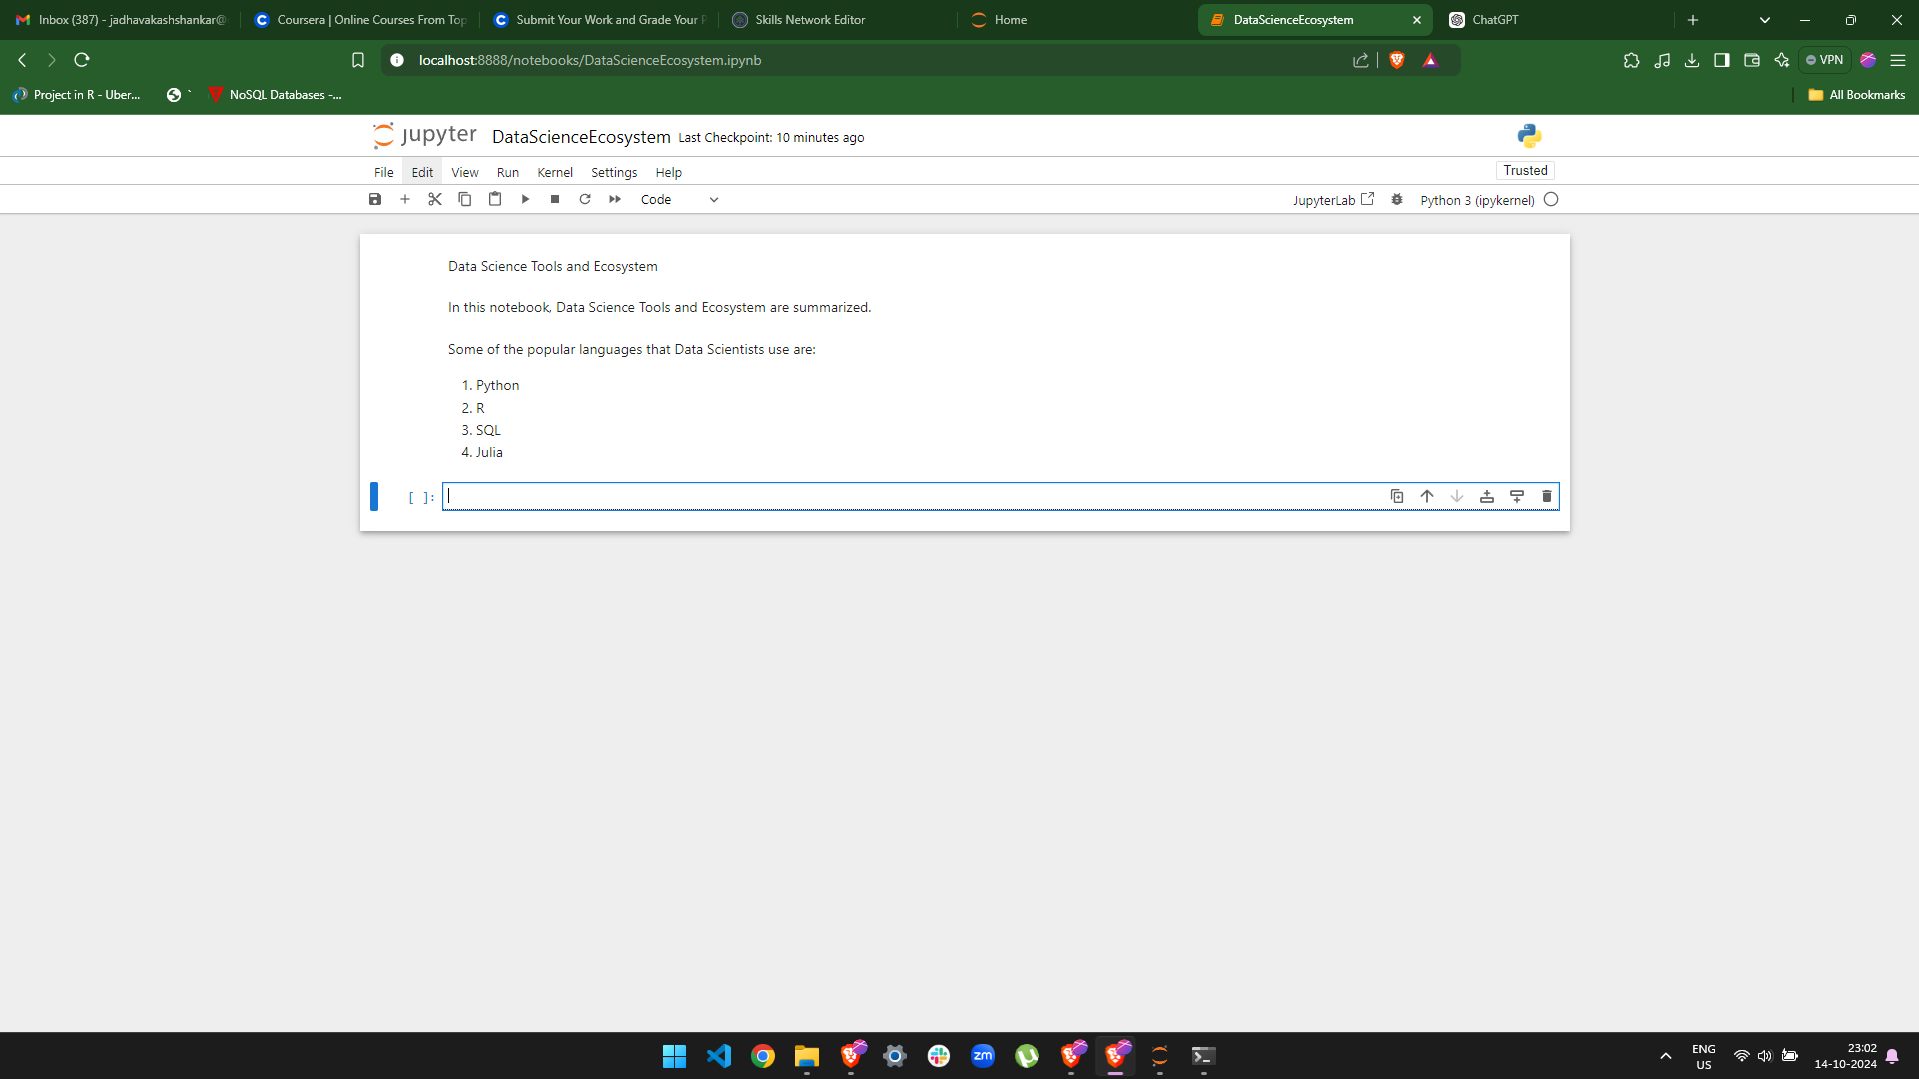 Inbox (387) - jadhavakashshankar@
Coursera | Online Courses From Top
Submit Your Work and Grade Your P
Skills Network Editor
Home
DataScienceEcosystem
ChatGPT
localhost:8888/notebooks/DataScienceEcosystem.ipynb
VPN
Project in R - Uber...
`
NoSQL Databases -...
All Bookmarks
jupyter DataScienceEcosystem Last Checkpoint: 10 minutes ago
File Edit View Run Kernel Settings Help
Trusted
Code
JupyterLab
Python 3 (ipykernel)
Data Science Tools and Ecosystem
In this notebook, Data Science Tools and Ecosystem are summarized.
Some of the popular languages that Data Scientists use are:
1. Python
2. R
3. SQL
4. Julia
[ ]:
zm
ENG
US
23:02
14-10-2024